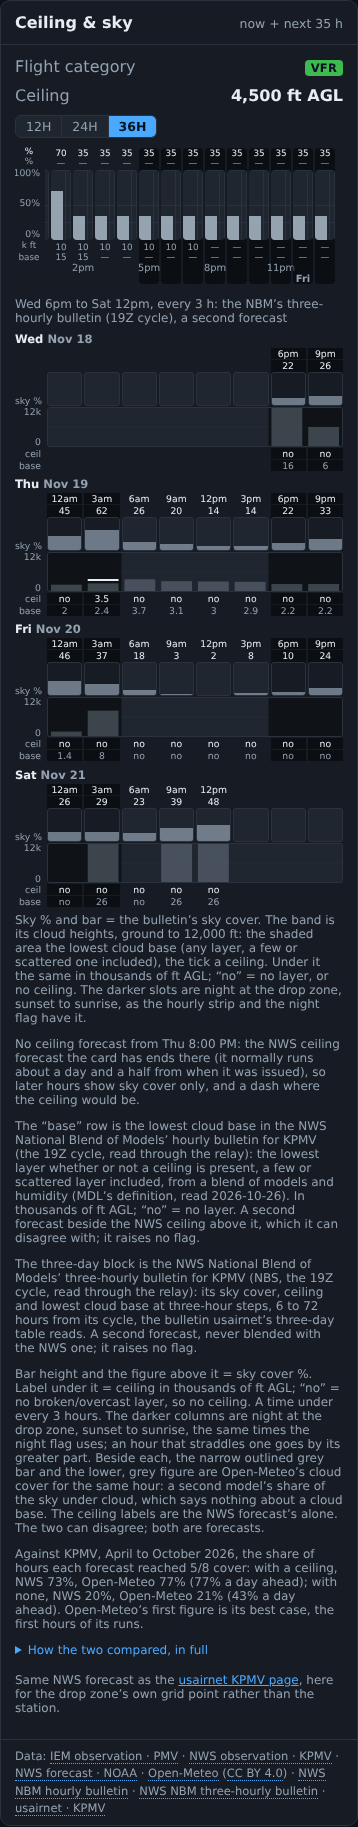 Ceiling & sky now + next 35 h
Flight category VFR
Ceiling 4,500 ft AGL
12H 24H 36H
% 70 35 35 35 35 35 35 35 35 35 35 35 35
% — — — — — — — — — — — — —
100%
50%
0%
k ft 10 10 10 10 10 10 10 — — — — — —
base 15 15 — — — — — — — — — — —
2pm 5pm 8pm 11pm
Fri
Wed 6pm to Sat 12pm, every 3 h: the NBM’s three-
hourly bulletin (19Z cycle), a second forecast
Wed Nov 18
6pm 9pm
22 26
sky %
12k
0
ceil no no
base 16 6
Thu Nov 19
12am 3am 6am 9am 12pm 3pm 6pm 9pm
45 62 26 20 14 14 22 33
sky %
12k
0
ceil no 3.5 no no no no no no
base 2 2.4 3.7 3.1 3 2.9 2.2 2.2
Fri Nov 20
12am 3am 6am 9am 12pm 3pm 6pm 9pm
46 37 18 3 2 8 10 24
sky %
12k
0
ceil no no no no no no no no
base 1.4 8 no no no no no no
Sat Nov 21
12am 3am 6am 9am 12pm
26 29 23 39 48
sky %
12k
0
ceil no no no no no
base no 26 no 26 26
Sky % and bar = the bulletin’s sky cover. The band is
its cloud heights, ground to 12,000 ft: the shaded
area the lowest cloud base (any layer, a few or
scattered one included), the tick a ceiling. Under it
the same in thousands of ft AGL; “no” = no layer, or
no ceiling. The darker slots are night at the drop zone,
sunset to sunrise, as the hourly strip and the night
flag have it.
No ceiling forecast from Thu 8:00 PM: the NWS ceiling
forecast the card has ends there (it normally runs
about a day and a half from when it was issued), so
later hours show sky cover only, and a dash where
the ceiling would be.
The “base” row is the lowest cloud base in the NWS
National Blend of Models’ hourly bulletin for KPMV
(the 19Z cycle, read through the relay): the lowest
layer whether or not a ceiling is present, a few or
scattered layer included, from a blend of models and
humidity (MDL’s definition, read 2026-10-26). In
thousands of ft AGL; “no” = no layer. A second
forecast beside the NWS ceiling above it, which it can
disagree with; it raises no flag.
The three-day block is the NWS National Blend of
Models’ three-hourly bulletin for KPMV (NBS, the 19Z
cycle, read through the relay): its sky cover, ceiling
and lowest cloud base at three-hour steps, 6 to 72
hours from its cycle, the bulletin usairnet’s three-day
table reads. A second forecast, never blended with
the NWS one; it raises no flag.
Bar height and the figure above it = sky cover %.
Label under it = ceiling in thousands of ft AGL; “no” =
no broken/overcast layer, so no ceiling. A time under
every 3 hours. The darker columns are night at the
drop zone, sunset to sunrise, the same times the
night flag uses; an hour that straddles one goes by its
greater part. Beside each, the narrow outlined grey
bar and the lower, grey figure are Open-Meteo’s cloud
cover for the same hour: a second model’s share of
the sky under cloud, which says nothing about a cloud
base. The ceiling labels are the NWS forecast’s alone.
The two can disagree; both are forecasts.
Against KPMV, April to October 2026, the share of
hours each forecast reached 5/8 cover: with a ceiling,
NWS 73%, Open-Meteo 77% (77% a day ahead); with
none, NWS 20%, Open-Meteo 21% (43% a day
ahead). Open-Meteo’s first figure is its best case, the
first hours of its runs.
▶ How the two compared, in full
Same NWS forecast as the usairnet KPMV page, here
for the drop zone’s own grid point rather than the
station.
Data: IEM observation · PMV · NWS observation · KPMV ·
NWS forecast · NOAA · Open-Meteo (CC BY 4.0) · NWS
NBM hourly bulletin · NWS NBM three-hourly bulletin ·
usairnet · KPMV